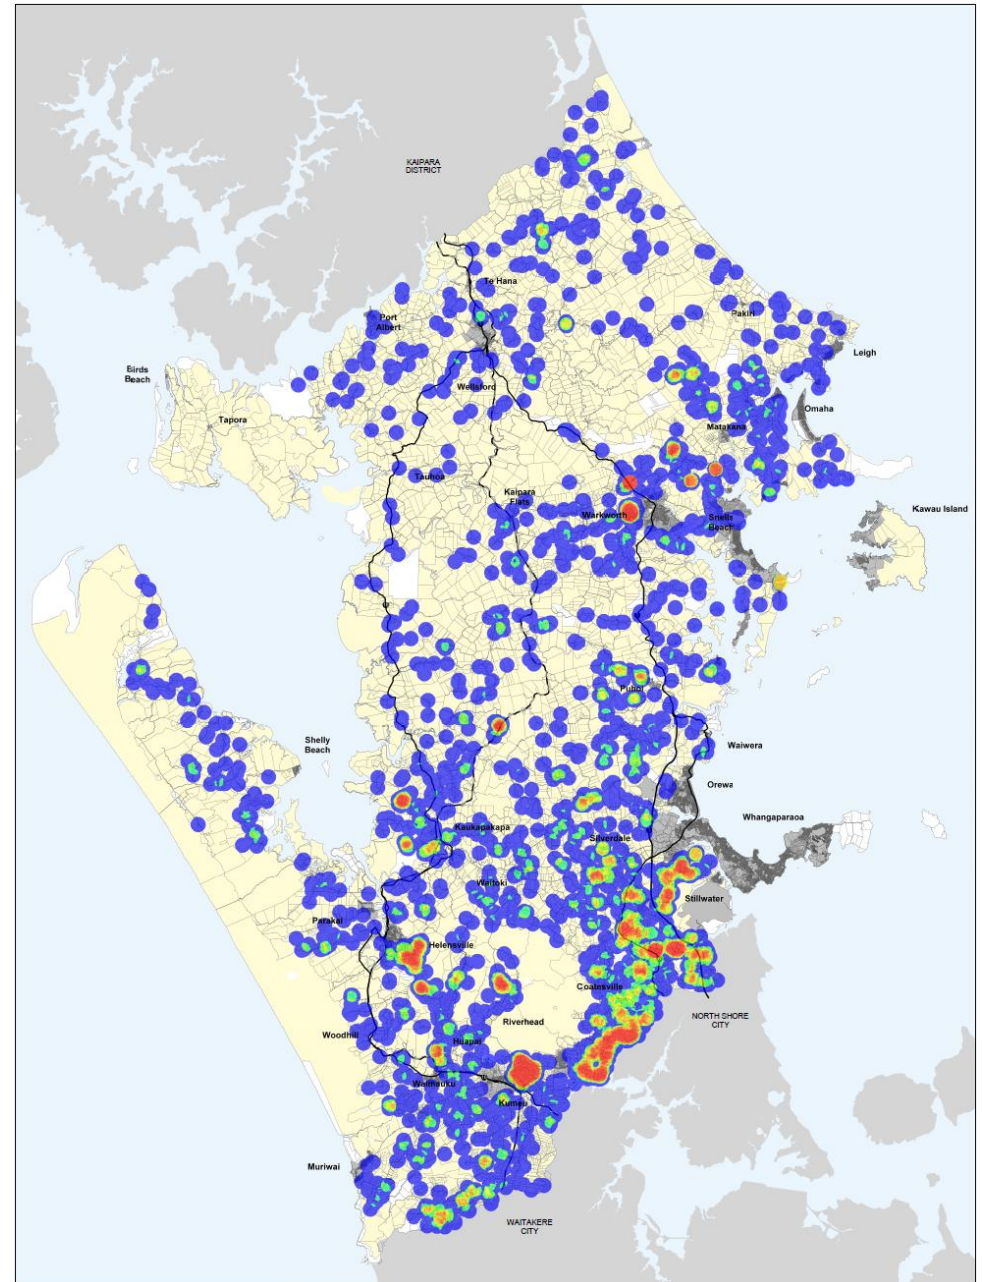 KAIPARA
DISTRICT
Te Hana
Port
Albert
Pakiri
Leigh
Birds
Beach
Wellsford
Tapora
Omaha
Matakana
Tauhoa
Kaipara
Flats
Warkworth
Snells
Beach
Kawau Island
Puhoi
Shelly
Beach
Waiwera
Orewa
Whangaparaoa
Kaukapakapa
Silverdale
Waitoki
Stillwater
Parakai
Helensville
Coatesville
Riverhead
NORTH SHORE
CITY
Woodhill
Huapai
Waimauku
Kumeu
Muriwai
WAITAKERE
CITY